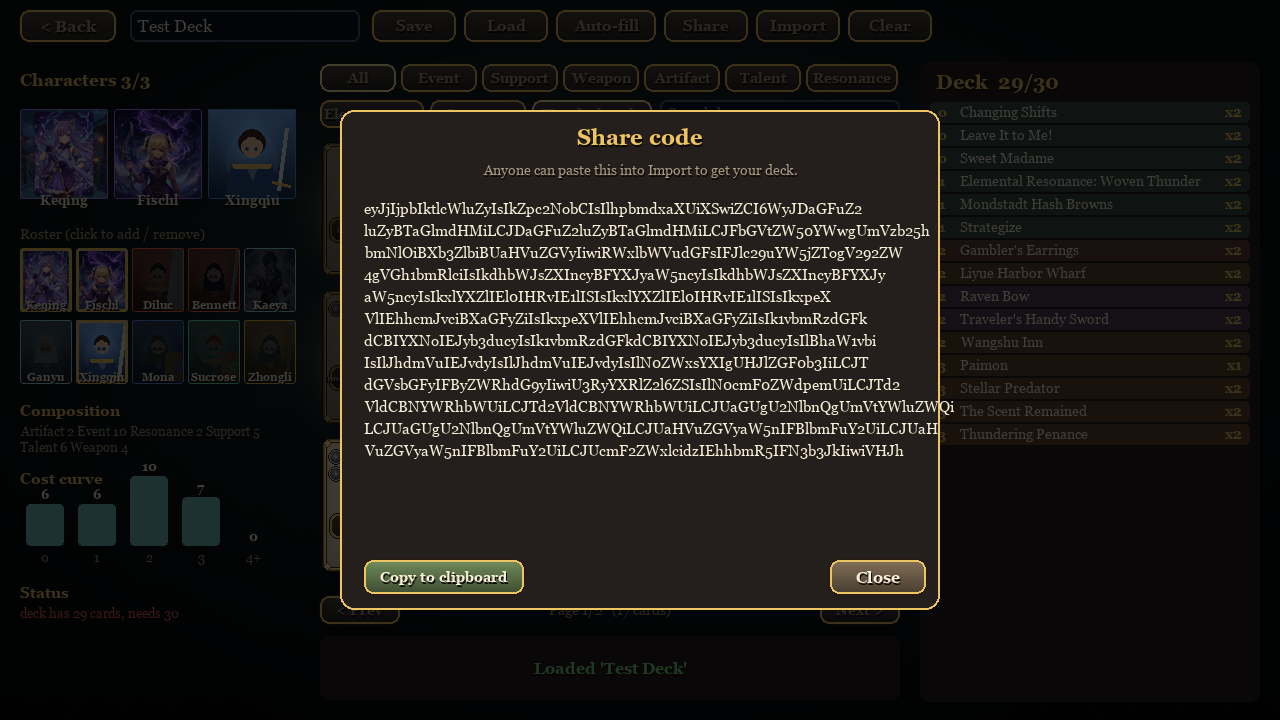 < Back
Test Deck
Save
Load
Auto-fill
Share
Import
Clear
Characters 3/3
Keqing
Fischl
Xingqiu
Roster (click to add / remove)
Keqing
Fischl
Diluc
Bennett
Kaeya
Ganyu
Xingqiu
Mona
Sucrose
Zhongli
Composition
Artifact 2 Event 10 Resonance 2 Support 5
Talent 6 Weapon 4
Cost curve
6
6
10
7
0
0
1
2
3
4+
Status
deck has 29 cards, needs 30
All
Event
Support
Weapon
Artifact
Talent
Resonance
Share code
Anyone can paste this into Import to get your deck.
eyJjIjpbIktlcWluZyIsIkZpc2NobCIsIlhpbmdxaXUiXSwiZCI6WyJDaGFuZ2
luZyBTaGlmdHMiLCJDaGFuZ2luZyBTaGlmdHMiLCJFbGVtZW50YWwgUmVzb25h
bmNlOiBXb3ZlbiBUaHVuZGVyIiwiRWxlbWVudGFsIFJlc29uYW5jZTogV292ZW
4gVGh1bmRlciIsIkdhbWJsZXIncyBFYXJyaW5ncyIsIkdhbWJsZXIncyBFYXJy
aW5ncyIsIkxlYXZlIEl0IHRvIE1lISIsIkxlYXZlIEl0IHRvIE1lISIsIkxpeX
VlIEhhcmJvciBXaGFyZiIsIkxpeXVlIEhhcmJvciBXaGFyZiIsIk1vbmRzdGFk
dCBIYXNoIEJyb3ducyIsIk1vbmRzdGFkdCBIYXNoIEJyb3ducyIsIlBhaW1vbi
IsIlJhdmVuIEJvdyIsIlJhdmVuIEJvdyIsIlN0ZWxsYXIgUHJlZGF0b3IiLCJT
dGVsbGFyIFByZWRhdG9yIiwiU3RyYXRlZ2l6ZSIsIlN0cmF0ZWdpemUiLCJTd2
VldCBNYWRhbWUiLCJTd2VldCBNYWRhbWUiLCJUaGUgU2NlbnQgUmVtYWluZWQi
LCJUaGUgU2NlbnQgUmVtYWluZWQiLCJUaHVuZGVyaW5nIFBlbmFuY2UiLCJUaH
VuZGVyaW5nIFBlbmFuY2UiLCJUcmF2ZWxlcidzIEhhbmR5IFN3b3JkIiwiVHJh
Copy to clipboard
Close
Loaded 'Test Deck'
Deck 29/30
Changing Shifts x2
Leave It to Me! x2
Sweet Madame x2
Elemental Resonance: Woven Thunder x2
Mondstadt Hash Browns x2
Strategize x2
Gambler's Earrings x2
Liyue Harbor Wharf x2
Raven Bow x2
Traveler's Handy Sword x2
Wangshu Inn x2
Paimon x1
Stellar Predator x2
The Scent Remained x2
Thundering Penance x2